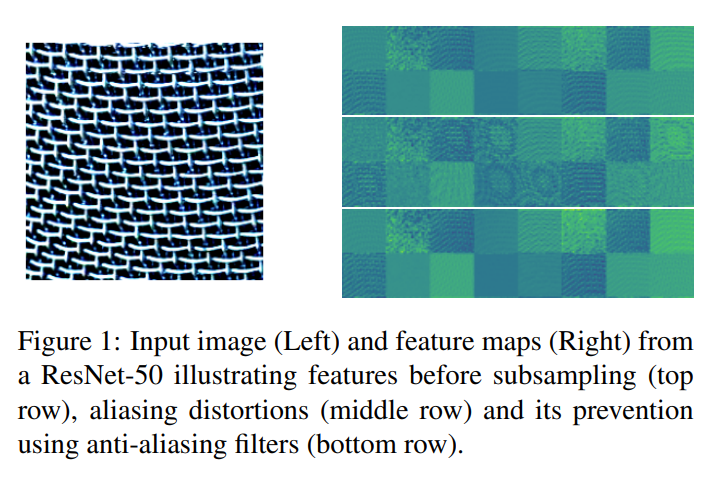 Figure 1: Input image (Left) and feature maps (Right) from
a ResNet-50 illustrating features before subsampling (top
row), aliasing distortions (middle row) and its prevention
using anti-aliasing filters (bottom row).